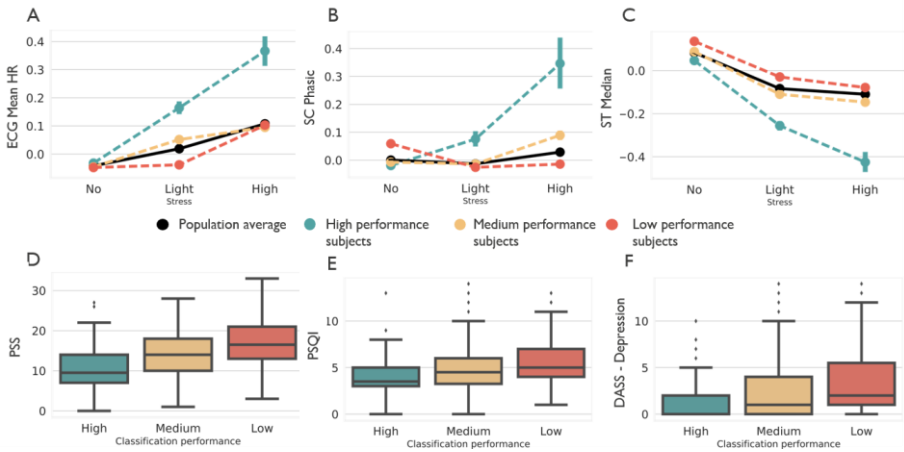 A
ECG Mean HR
0.4
0.3
0.2
0.1
0.0
No
Light
High
Stress
B
SC Phasic
0.4
0.3
0.2
0.1
0.0
No
Light
High
Stress
C
ST Median
0.0
−0.2
−0.4
No
Light
High
Stress
Population average
High performance
subjects
Medium performance
subjects
Low performance
subjects
D
PSS
30
20
10
0
High
Medium
Low
Classification performance
E
PSQI
10
5
0
High
Medium
Low
Classification performance
F
DASS - Depression
10
5
0
High
Medium
Low
Classification performance